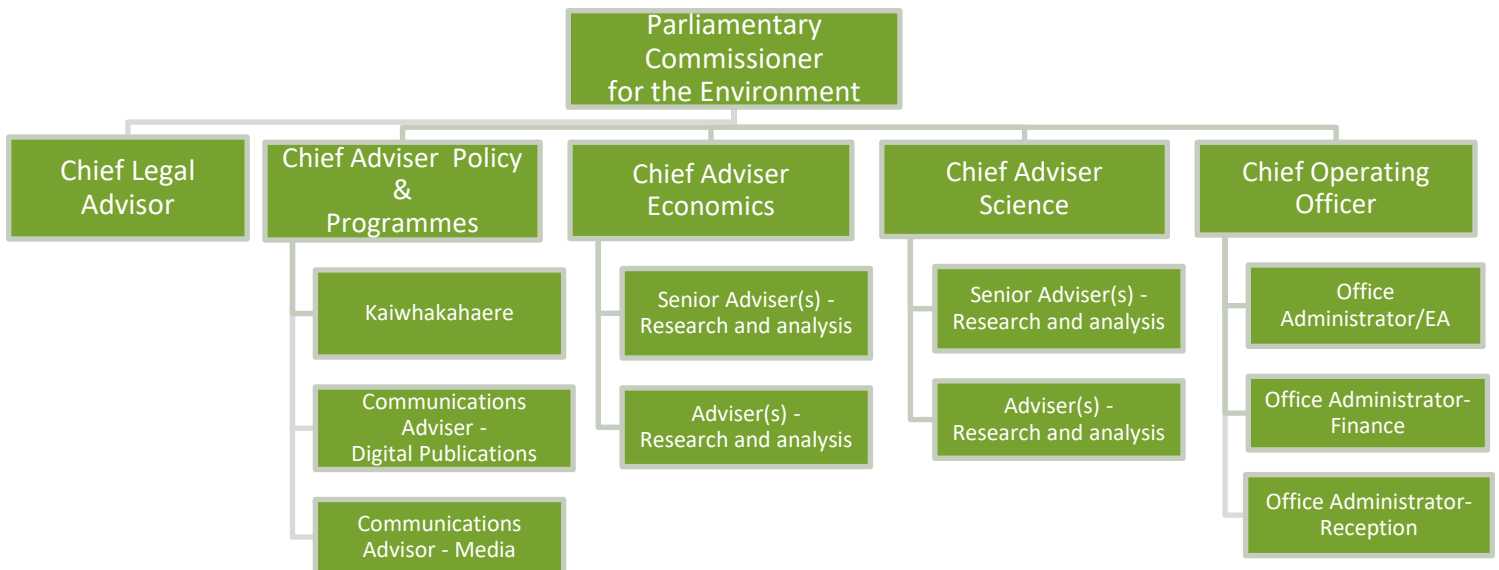 Parliamentary
Commissioner
for the Environment
Chief Legal
Advisor
Chief Adviser Policy
&
Programmes
Chief Adviser
Economics
Chief Adviser
Science
Chief Operating
Officer
Kaiwhakahaere
Communications
Adviser -
Digital Publications
Communications
Advisor - Media
Senior Adviser(s) -
Research and analysis
Adviser(s) -
Research and analysis
Senior Adviser(s) -
Research and analysis
Adviser(s) -
Research and analysis
Office
Administrator/EA
Office Administrator-
Finance
Office Administrator-
Reception